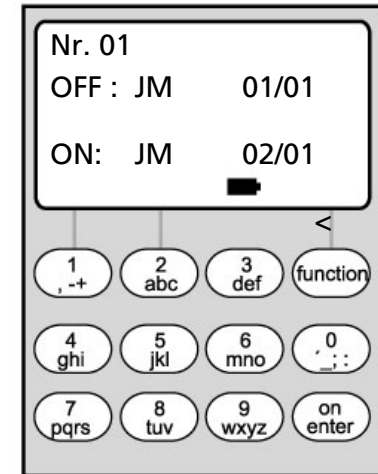 Nr. 01
OFF : JM 01/01
ON: JM 02/01
<
1 2 3 function
, -+ abc def
4 5 6 0
ghi jkl mno ´_; :
7 8 9 on
pqrs tuv wxyz enter